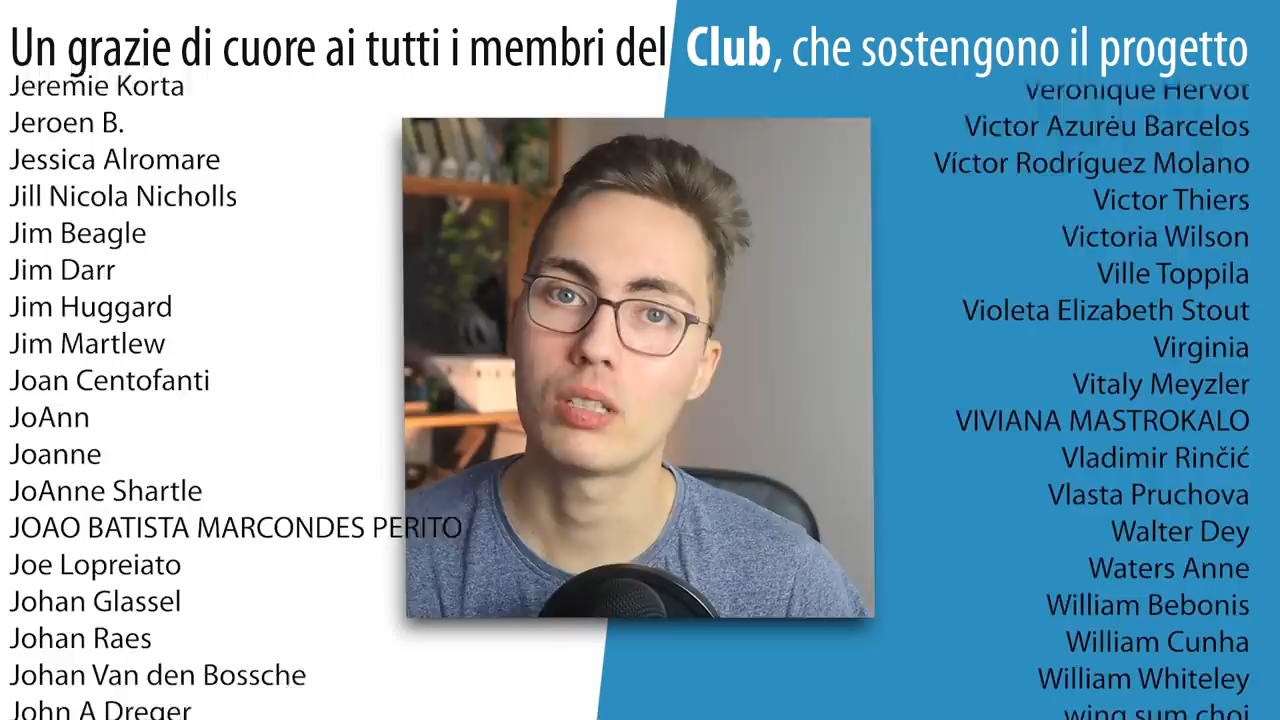 Un grazie di cuore ai tutti i membri del Club, che sostengono il progetto
Jeremie Korta
Jeroen B.
Jessica Alromare
Jill Nicola Nicholls
Jim Beagle
Jim Darr
Jim Huggard
Jim Martlew
Joan Centofanti
JoAnn
Joanne
JoAnne Shartle
JOAO BATISTA MARCONDES PERITO
Joe Lopreiato
Johan Glassel
Johan Raes
Johan Van den Bossche
John A Dreger
Véronique Hervot
Victor Azurėu Barcelos
Víctor Rodríguez Molano
Victor Thiers
Victoria Wilson
Ville Toppila
Violeta Elizabeth Stout
Virginia
Vitaly Meyzler
VIVIANA MASTROKALO
Vladimir Rinčić
Vlasta Pruchova
Walter Dey
Waters Anne
William Bebonis
William Cunha
William Whiteley
wing sum choi